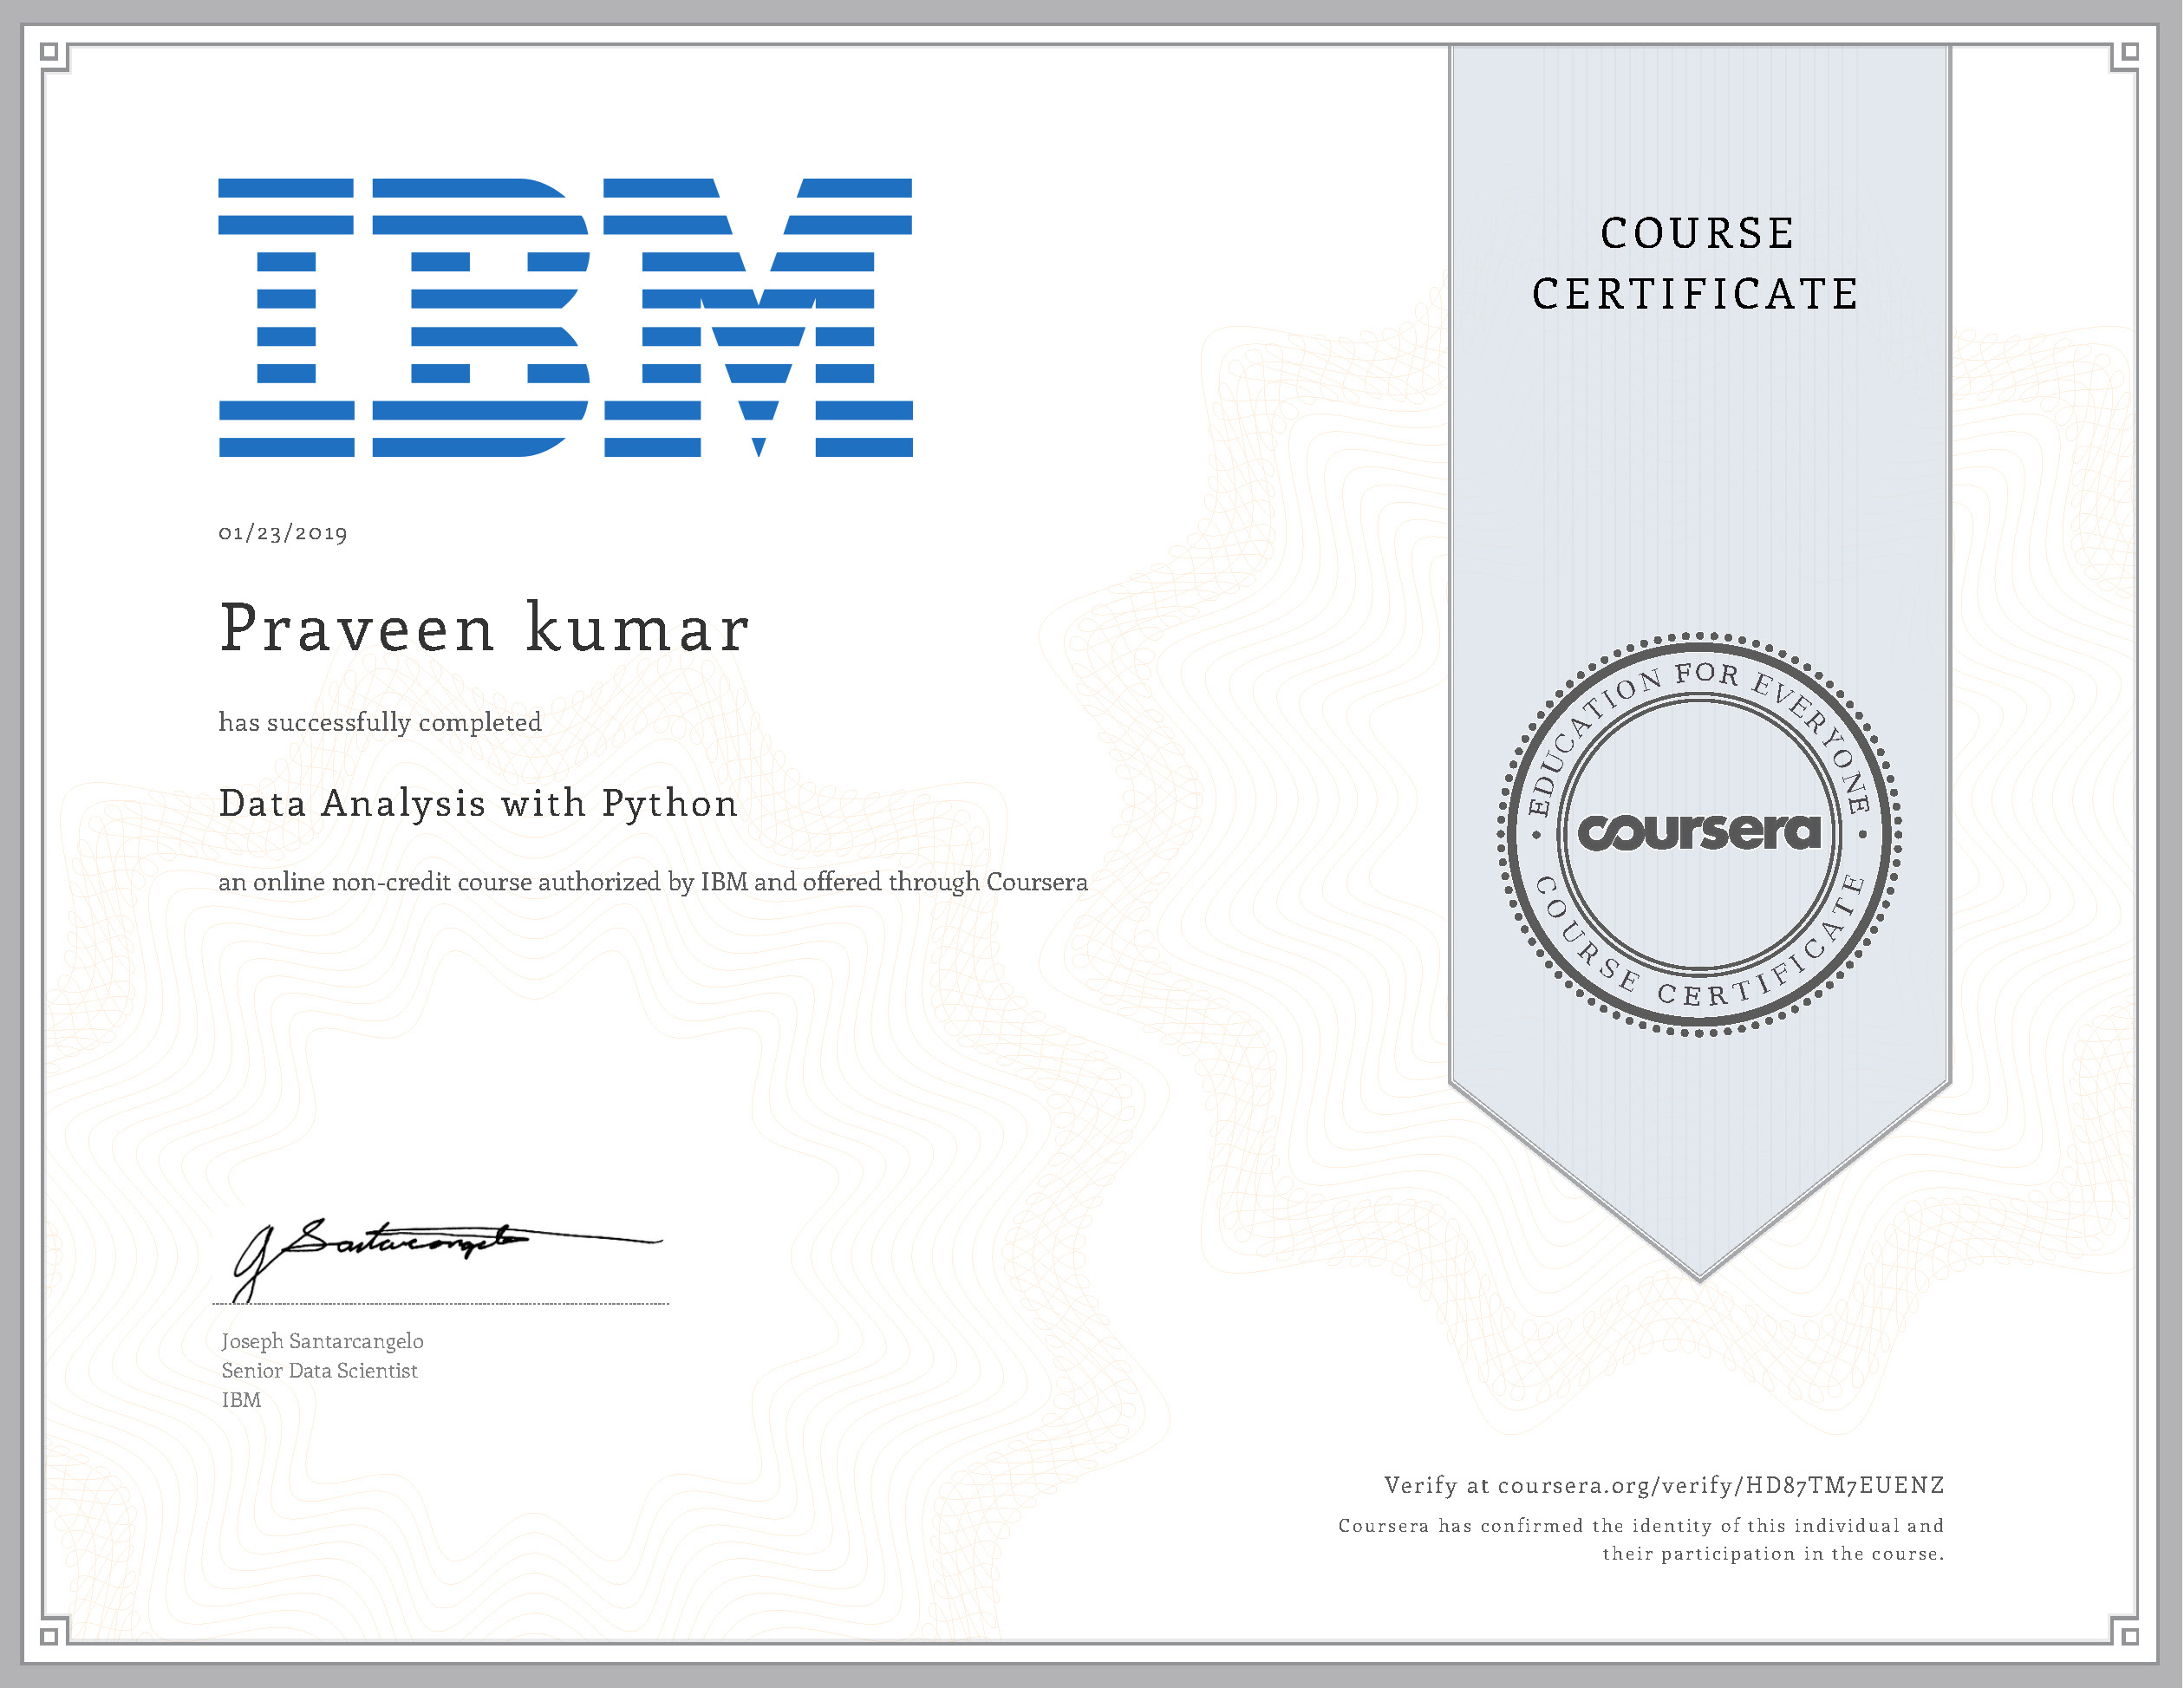 IBM
COURSE
CERTIFICATE
01/23/2019
Praveen kumar
has successfully completed
Data Analysis with Python
an online non-credit course authorized by IBM and offered through Coursera
EDUCATION FOR EVERYONE
coursera
COURSE CERTIFICATE
J Santarcangelo
Joseph Santarcangelo
Senior Data Scientist
IBM
Verify at coursera.org/verify/HD87TM7EUENZ
Coursera has confirmed the identity of this individual and
their participation in the course.